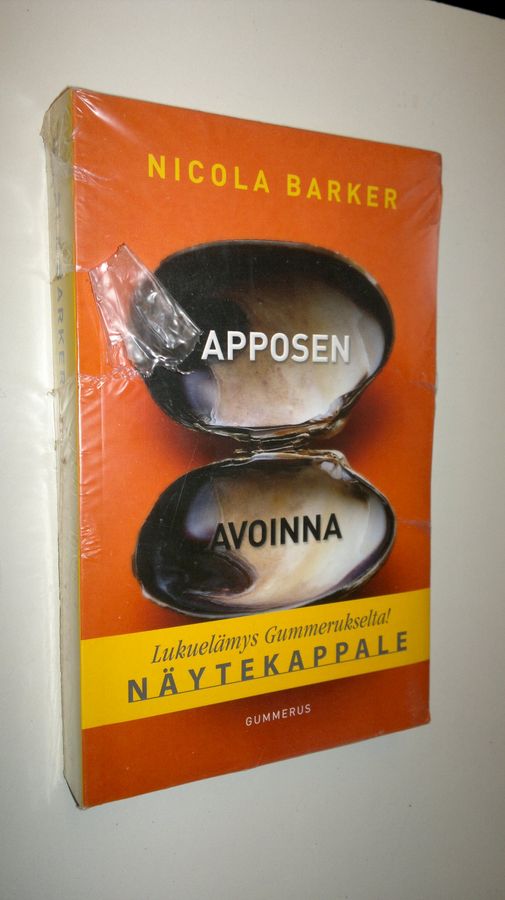 NICOLA BARKER
APPOSEN
AVOINNA
Lukuelämys Gummerukselta!
NÄYTEKAPPALE
GUMMERUS
BARKER